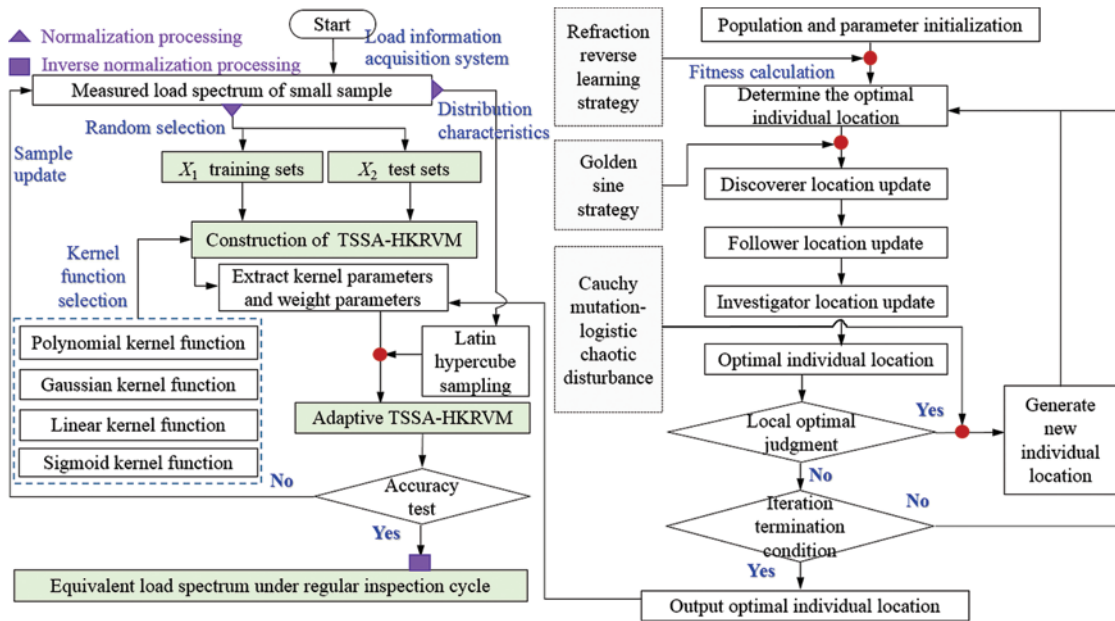 Start
Normalization processing
Inverse normalization processing
Load information
acquisition system
Measured load spectrum of small sample
Random selection
Distribution
characteristics
Sample
update
X1 training sets
X2 test sets
Construction of TSSA-HKRVM
Kernel
function
selection
Extract kernel parameters
and weight parameters
Polynomial kernel function
Gaussian kernel function
Linear kernel function
Sigmoid kernel function
Latin
hypercube
sampling
Adaptive TSSA-HKRVM
No
Accuracy
test
Yes
Equivalent load spectrum under regular inspection cycle
Refraction
reverse
learning
strategy
Golden
sine
strategy
Cauchy
mutation-
logistic
chaotic
disturbance
Population and parameter initialization
Fitness calculation
Determine the optimal
individual location
Discoverer location update
Follower location update
Investigator location update
Optimal individual location
Local optimal
judgment
Yes
Generate
new
individual
location
No
Iteration
termination
condition
No
Yes
Output optimal individual location